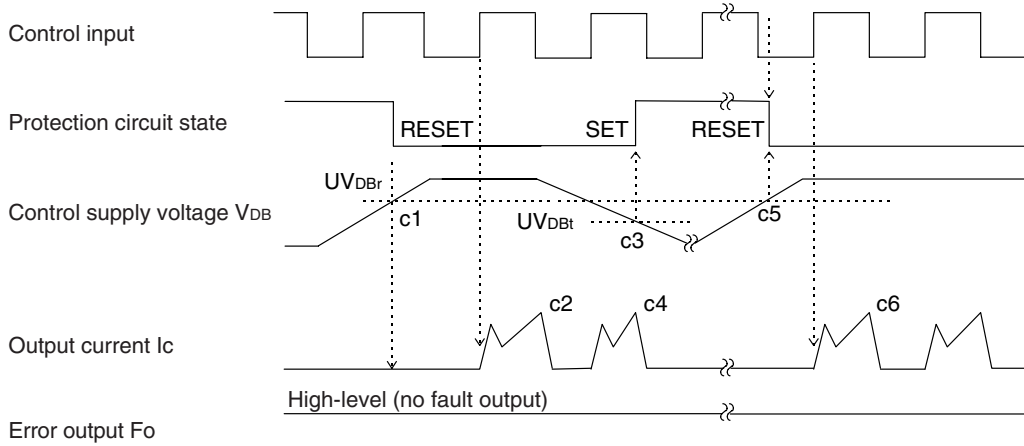 Control input
Protection circuit state
RESET
SET
RESET
UVDBr
Control supply voltage VDB
c1
UVDBt
c3
c5
c2
c4
c6
Output current Ic
High-level (no fault output)
Error output Fo